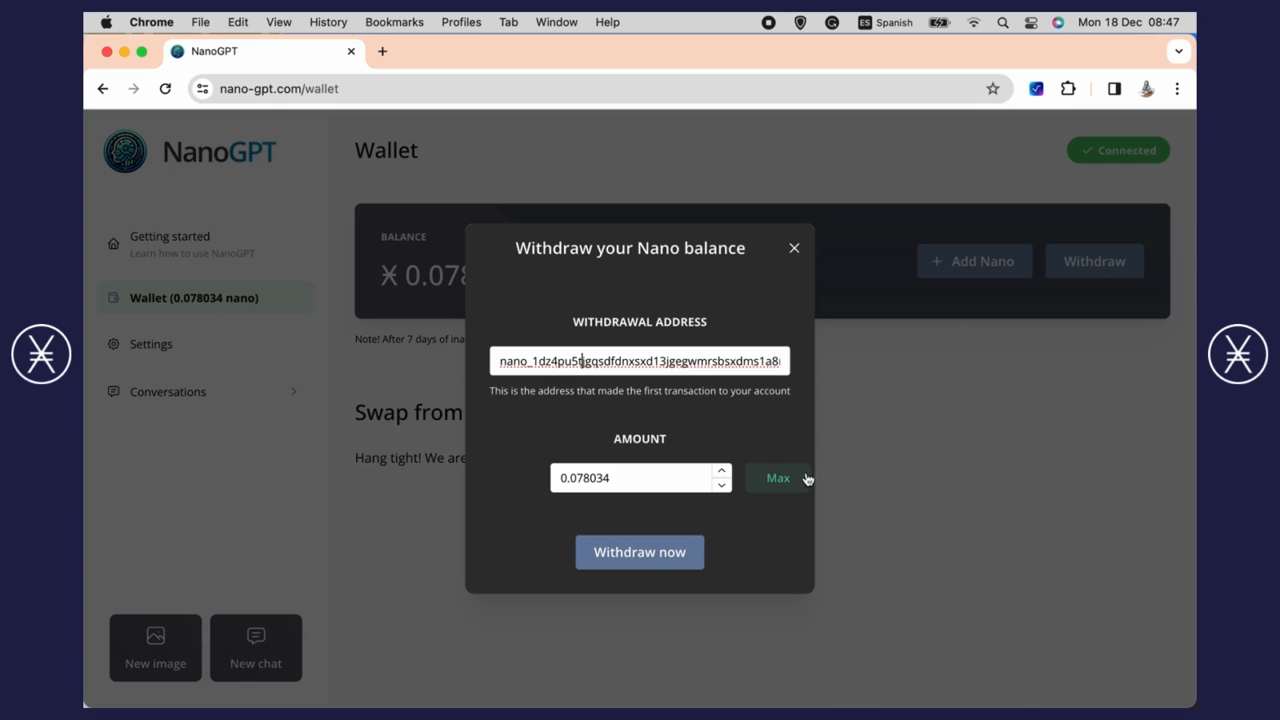 Chrome File Edit View History Bookmarks Profiles Tab Window Help ES Spanish Mon 18 Dec 08:47
NanoGPT
nano-gpt.com/wallet
NanoGPT
Wallet
Connected
Getting started
Learn how to use NanoGPT
Wallet (0.078034 nano)
Settings
Conversations
New image
New chat
BALANCE
Ӿ 0.078
+ Add Nano
Withdraw
Note! After 7 days of ina
Swap from
Hang tight! We are
Withdraw your Nano balance
WITHDRAWAL ADDRESS
This is the address that made the first transaction to your account
AMOUNT
0.078034
Max
Withdraw now